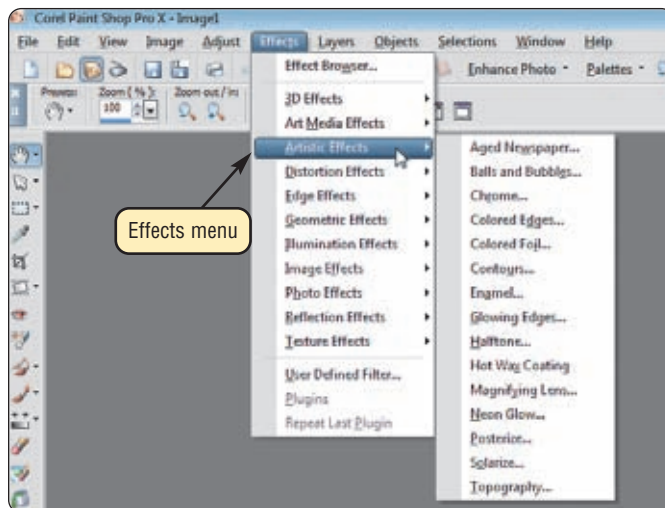 Corel Paint Shop Pro X - Image1
File Edit View Image Adjust Effects Layers Objects Selections Window Help
Enhance Photo Palettes
Presets: Zoom (%): Zoom out / in:
100
Effect Browser...
3D Effects
Art Media Effects
Artistic Effects
Distortion Effects
Edge Effects
Geometric Effects
Illumination Effects
Image Effects
Photo Effects
Reflection Effects
Texture Effects
User Defined Filter...
Plugins
Repeat Last Plugin
Aged Newspaper...
Balls and Bubbles...
Chrome...
Colored Edges...
Colored Foil...
Contours...
Enamel...
Glowing Edges...
Halftone...
Hot Wax Coating
Magnifying Lens...
Neon Glow...
Posterize...
Solarize...
Topography...
Effects menu